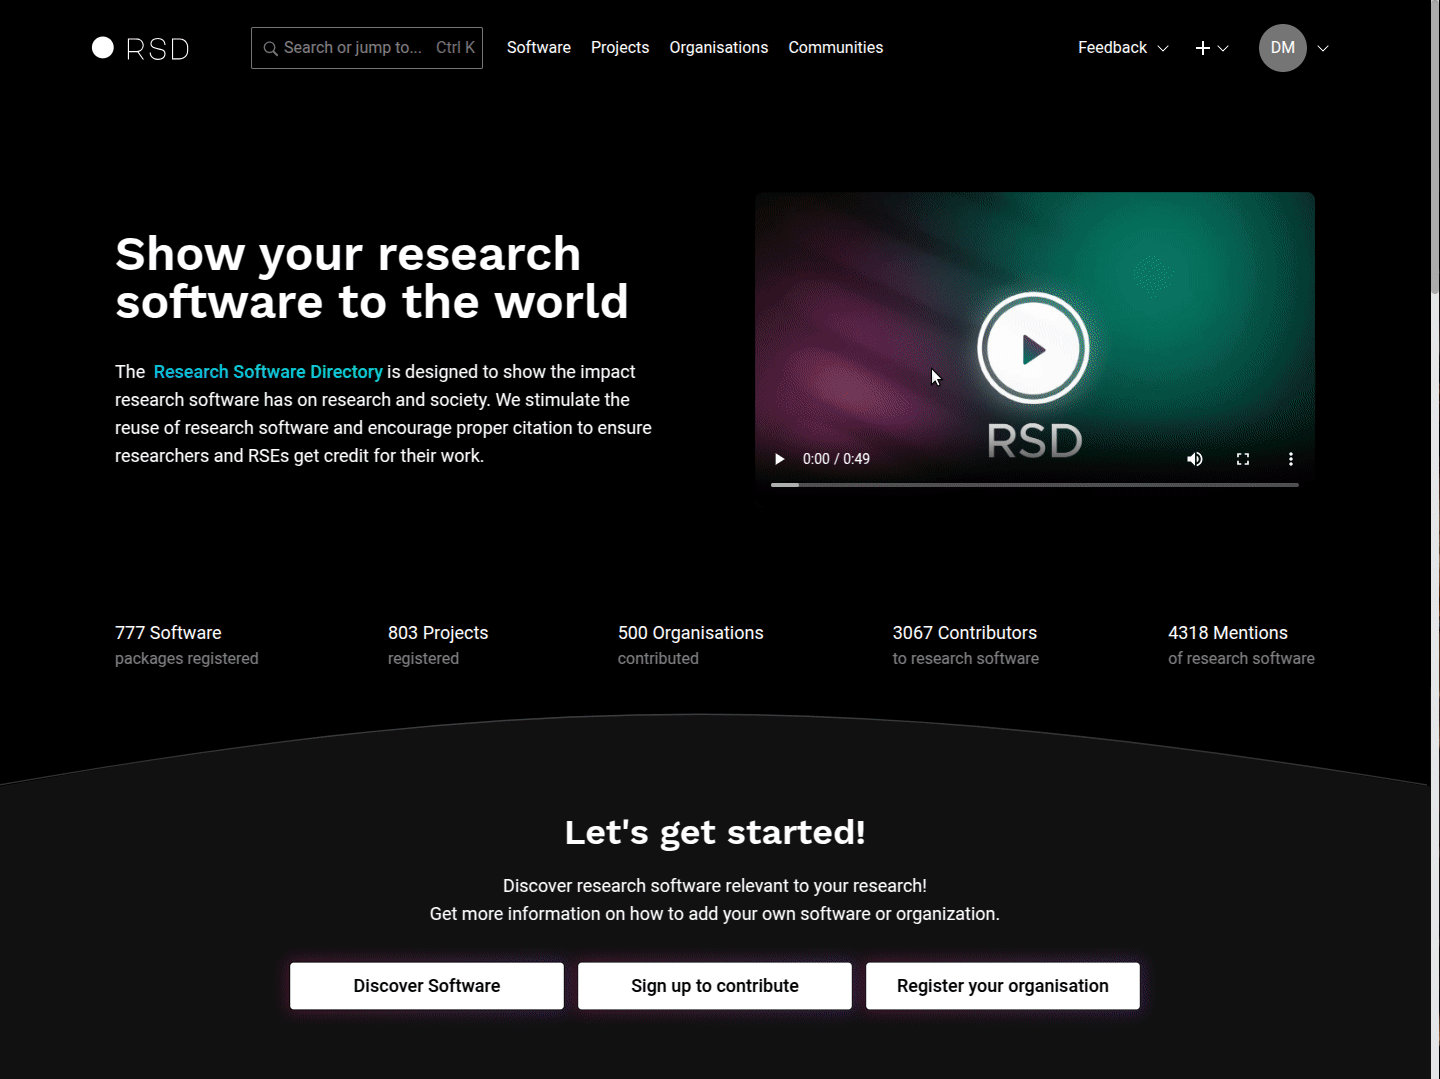 RSD
Search or jump to... Ctrl K
Software Projects Organisations Communities
Feedback
DM
Show your research
software to the world
The Research Software Directory is designed to show the impact
research software has on research and society. We stimulate the
reuse of research software and encourage proper citation to ensure
researchers and RSEs get credit for their work.
RSD
0:00 / 0:49
777 Software
packages registered
803 Projects
registered
500 Organisations
contributed
3067 Contributors
to research software
4318 Mentions
of research software
Let's get started!
Discover research software relevant to your research!
Get more information on how to add your own software or organization.
Discover Software
Sign up to contribute
Register your organisation